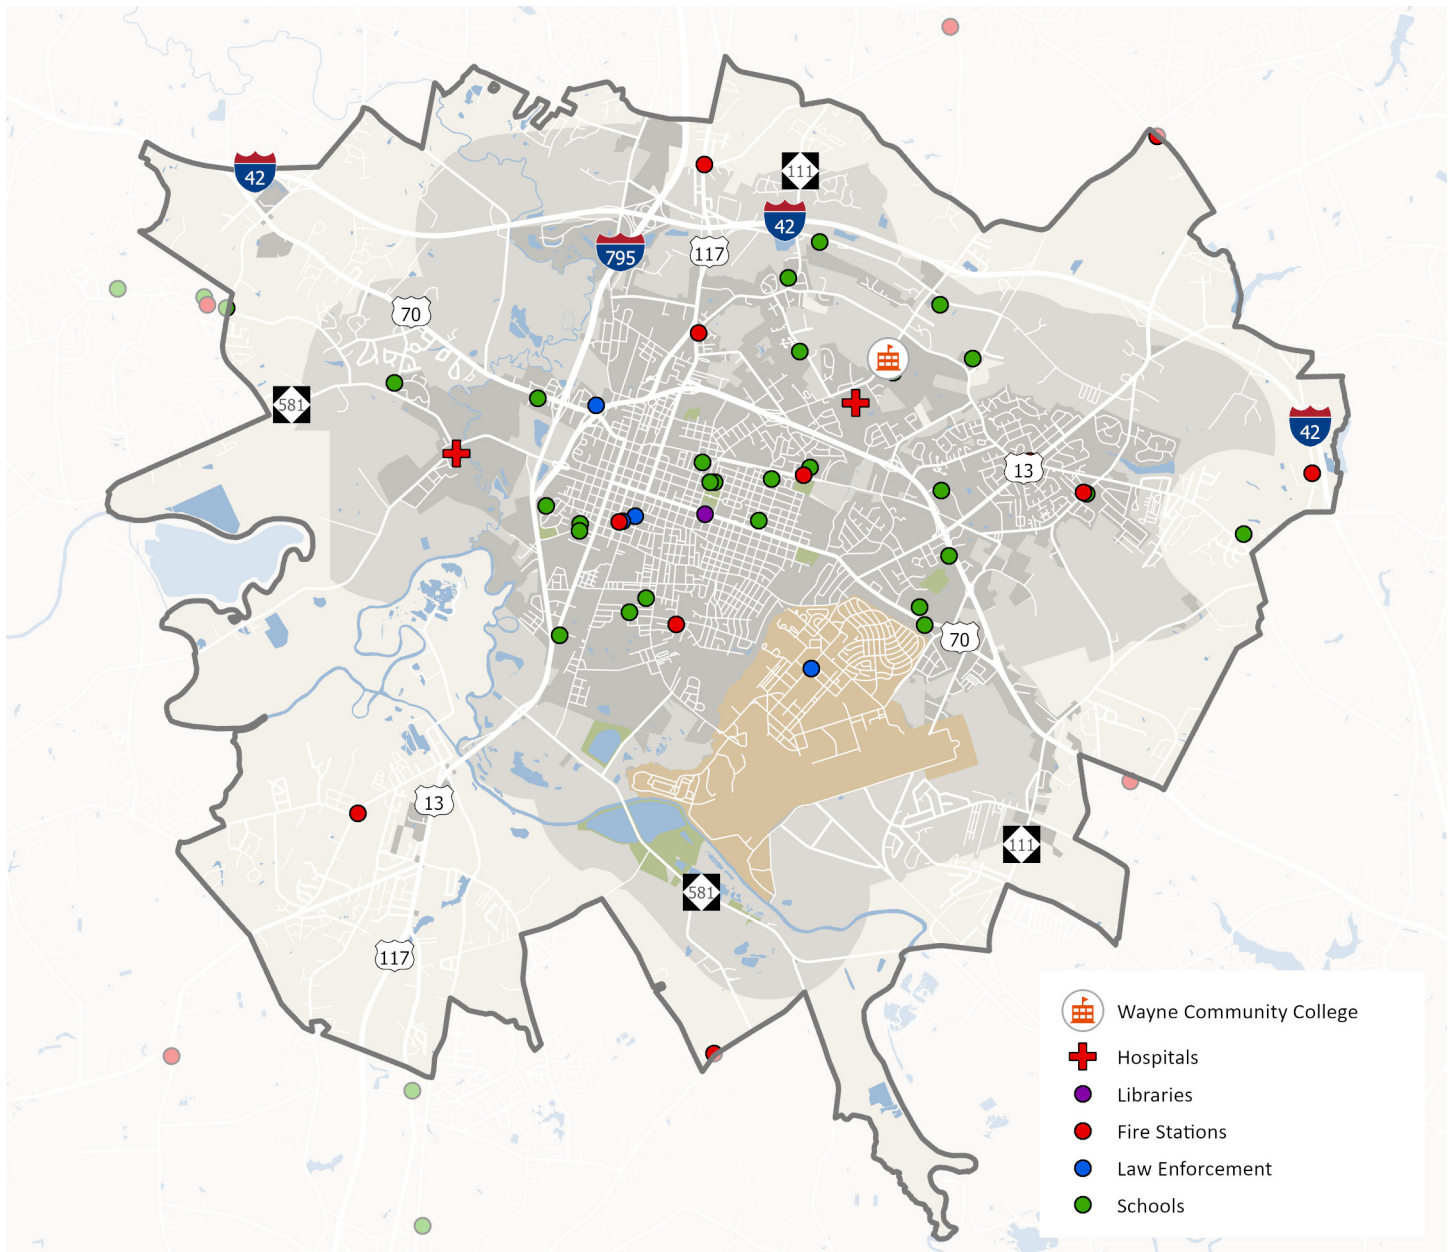 111
42
42
795
117
70
581
42
13
70
13
111
581
117
Wayne Community College
Hospitals
Libraries
Fire Stations
Law Enforcement
Schools